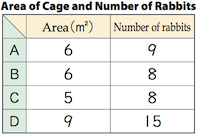 Area of Cage and Number of Rabbits
Area (m²) Number of rabbits
A 6 9
B 6 8
C 5 8
D 9 15